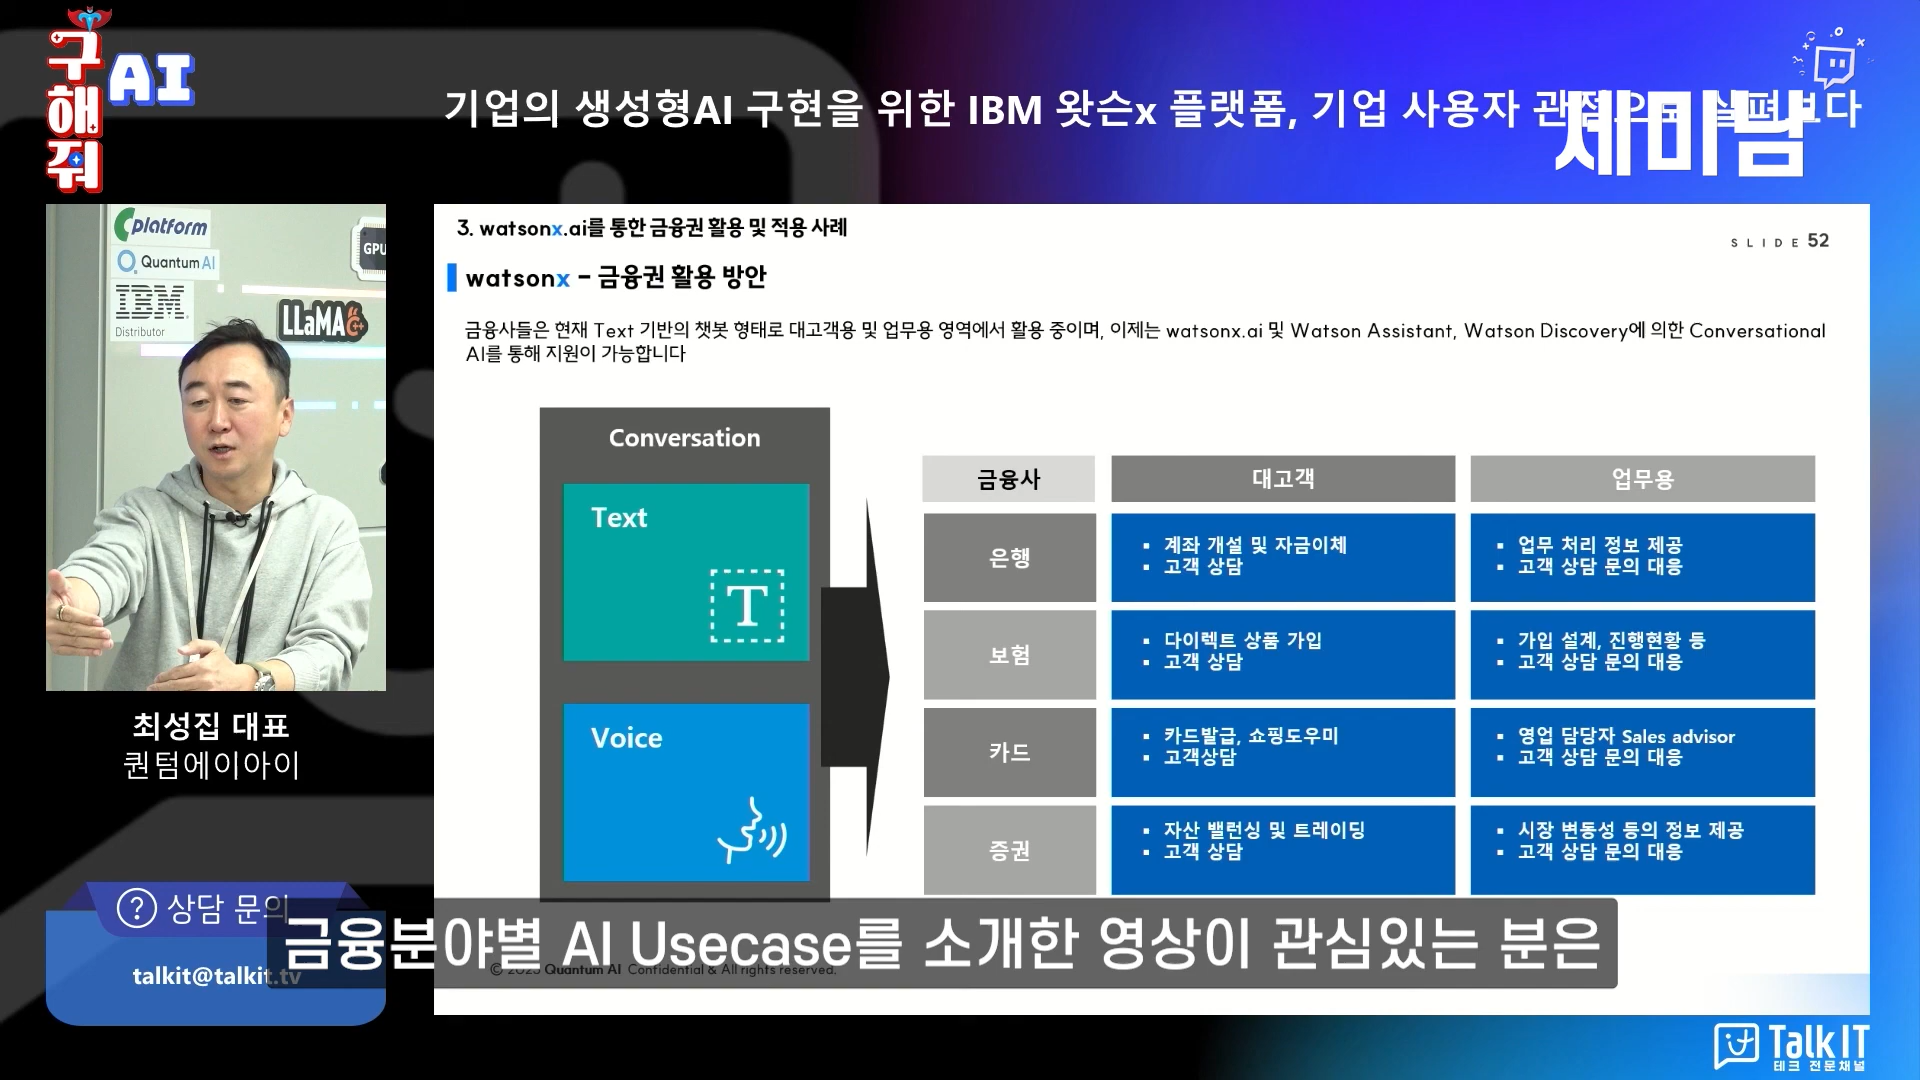 구해줘
AI
기업의 생성형AI 구현을 위한 IBM 왓슨x 플랫폼, 기업 사용자 관점으로 살펴보다
세미남
Cplatform
Quantum AI
IBM
Distributor
GPU
LLaMA
최성집 대표
퀀텀에이아이
상담 문의
talkit@talkit.tv
3. watsonx.ai를 통한 금융권 활용 및 적용 사례
SLIDE 52
watsonx - 금융권 활용 방안
금융사들은 현재 Text 기반의 챗봇 형태로 대고객용 및 업무용 영역에서 활용 중이며, 이제는 watsonx.ai 및 Watson Assistant, Watson Discovery에 의한 Conversational
AI를 통해 지원이 가능합니다
Conversation
Text
T
Voice
금융사 대고객 업무용
은행
▪ 계좌 개설 및 자금이체
▪ 고객 상담
▪ 업무 처리 정보 제공
▪ 고객 상담 문의 대응
보험
▪ 다이렉트 상품 가입
▪ 고객 상담
▪ 가입 설계, 진행현황 등
▪ 고객 상담 문의 대응
카드
▪ 카드발급, 쇼핑도우미
▪ 고객상담
▪ 영업 담당자 Sales advisor
▪ 고객 상담 문의 대응
증권
▪ 자산 밸런싱 및 트레이딩
▪ 고객 상담
▪ 시장 변동성 등의 정보 제공
▪ 고객 상담 문의 대응
금융분야별 AI Usecase를 소개한 영상이 관심있는 분은
© 2023 Quantum AI Confidential & All rights reserved.
Talk IT
테크 전문채널